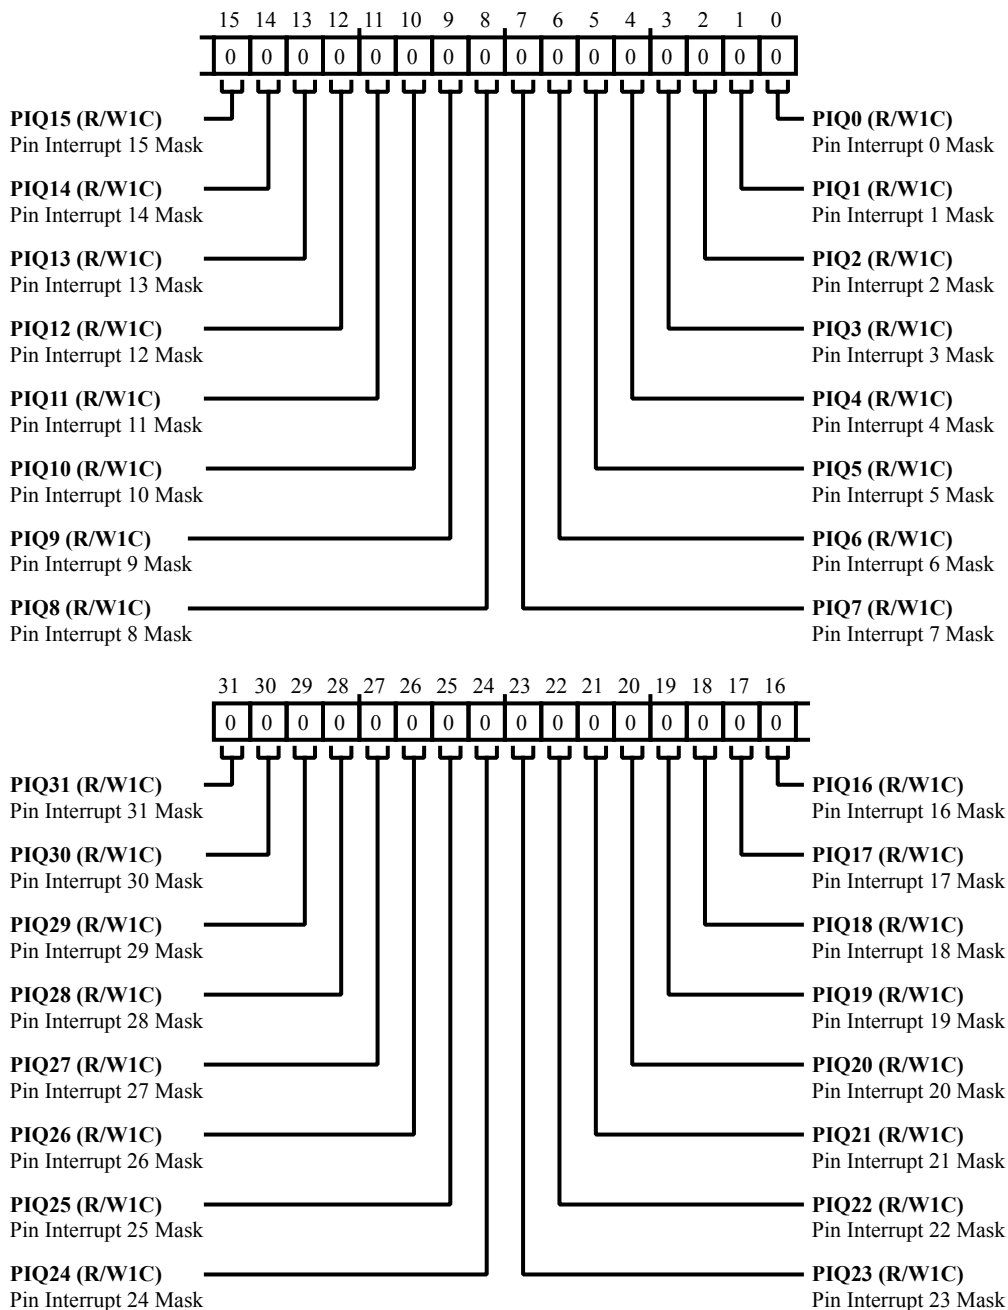 15 14 13 12 11 10 9 8 7 6 5 4 3 2 1 0
0 0 0 0 0 0 0 0 0 0 0 0 0 0 0 0
PIQ15 (R/W1C)
Pin Interrupt 15 Mask
PIQ14 (R/W1C)
Pin Interrupt 14 Mask
PIQ13 (R/W1C)
Pin Interrupt 13 Mask
PIQ12 (R/W1C)
Pin Interrupt 12 Mask
PIQ11 (R/W1C)
Pin Interrupt 11 Mask
PIQ10 (R/W1C)
Pin Interrupt 10 Mask
PIQ9 (R/W1C)
Pin Interrupt 9 Mask
PIQ8 (R/W1C)
Pin Interrupt 8 Mask
PIQ0 (R/W1C)
Pin Interrupt 0 Mask
PIQ1 (R/W1C)
Pin Interrupt 1 Mask
PIQ2 (R/W1C)
Pin Interrupt 2 Mask
PIQ3 (R/W1C)
Pin Interrupt 3 Mask
PIQ4 (R/W1C)
Pin Interrupt 4 Mask
PIQ5 (R/W1C)
Pin Interrupt 5 Mask
PIQ6 (R/W1C)
Pin Interrupt 6 Mask
PIQ7 (R/W1C)
Pin Interrupt 7 Mask
31 30 29 28 27 26 25 24 23 22 21 20 19 18 17 16
0 0 0 0 0 0 0 0 0 0 0 0 0 0 0 0
PIQ31 (R/W1C)
Pin Interrupt 31 Mask
PIQ30 (R/W1C)
Pin Interrupt 30 Mask
PIQ29 (R/W1C)
Pin Interrupt 29 Mask
PIQ28 (R/W1C)
Pin Interrupt 28 Mask
PIQ27 (R/W1C)
Pin Interrupt 27 Mask
PIQ26 (R/W1C)
Pin Interrupt 26 Mask
PIQ25 (R/W1C)
Pin Interrupt 25 Mask
PIQ24 (R/W1C)
Pin Interrupt 24 Mask
PIQ16 (R/W1C)
Pin Interrupt 16 Mask
PIQ17 (R/W1C)
Pin Interrupt 17 Mask
PIQ18 (R/W1C)
Pin Interrupt 18 Mask
PIQ19 (R/W1C)
Pin Interrupt 19 Mask
PIQ20 (R/W1C)
Pin Interrupt 20 Mask
PIQ21 (R/W1C)
Pin Interrupt 21 Mask
PIQ22 (R/W1C)
Pin Interrupt 22 Mask
PIQ23 (R/W1C)
Pin Interrupt 23 Mask